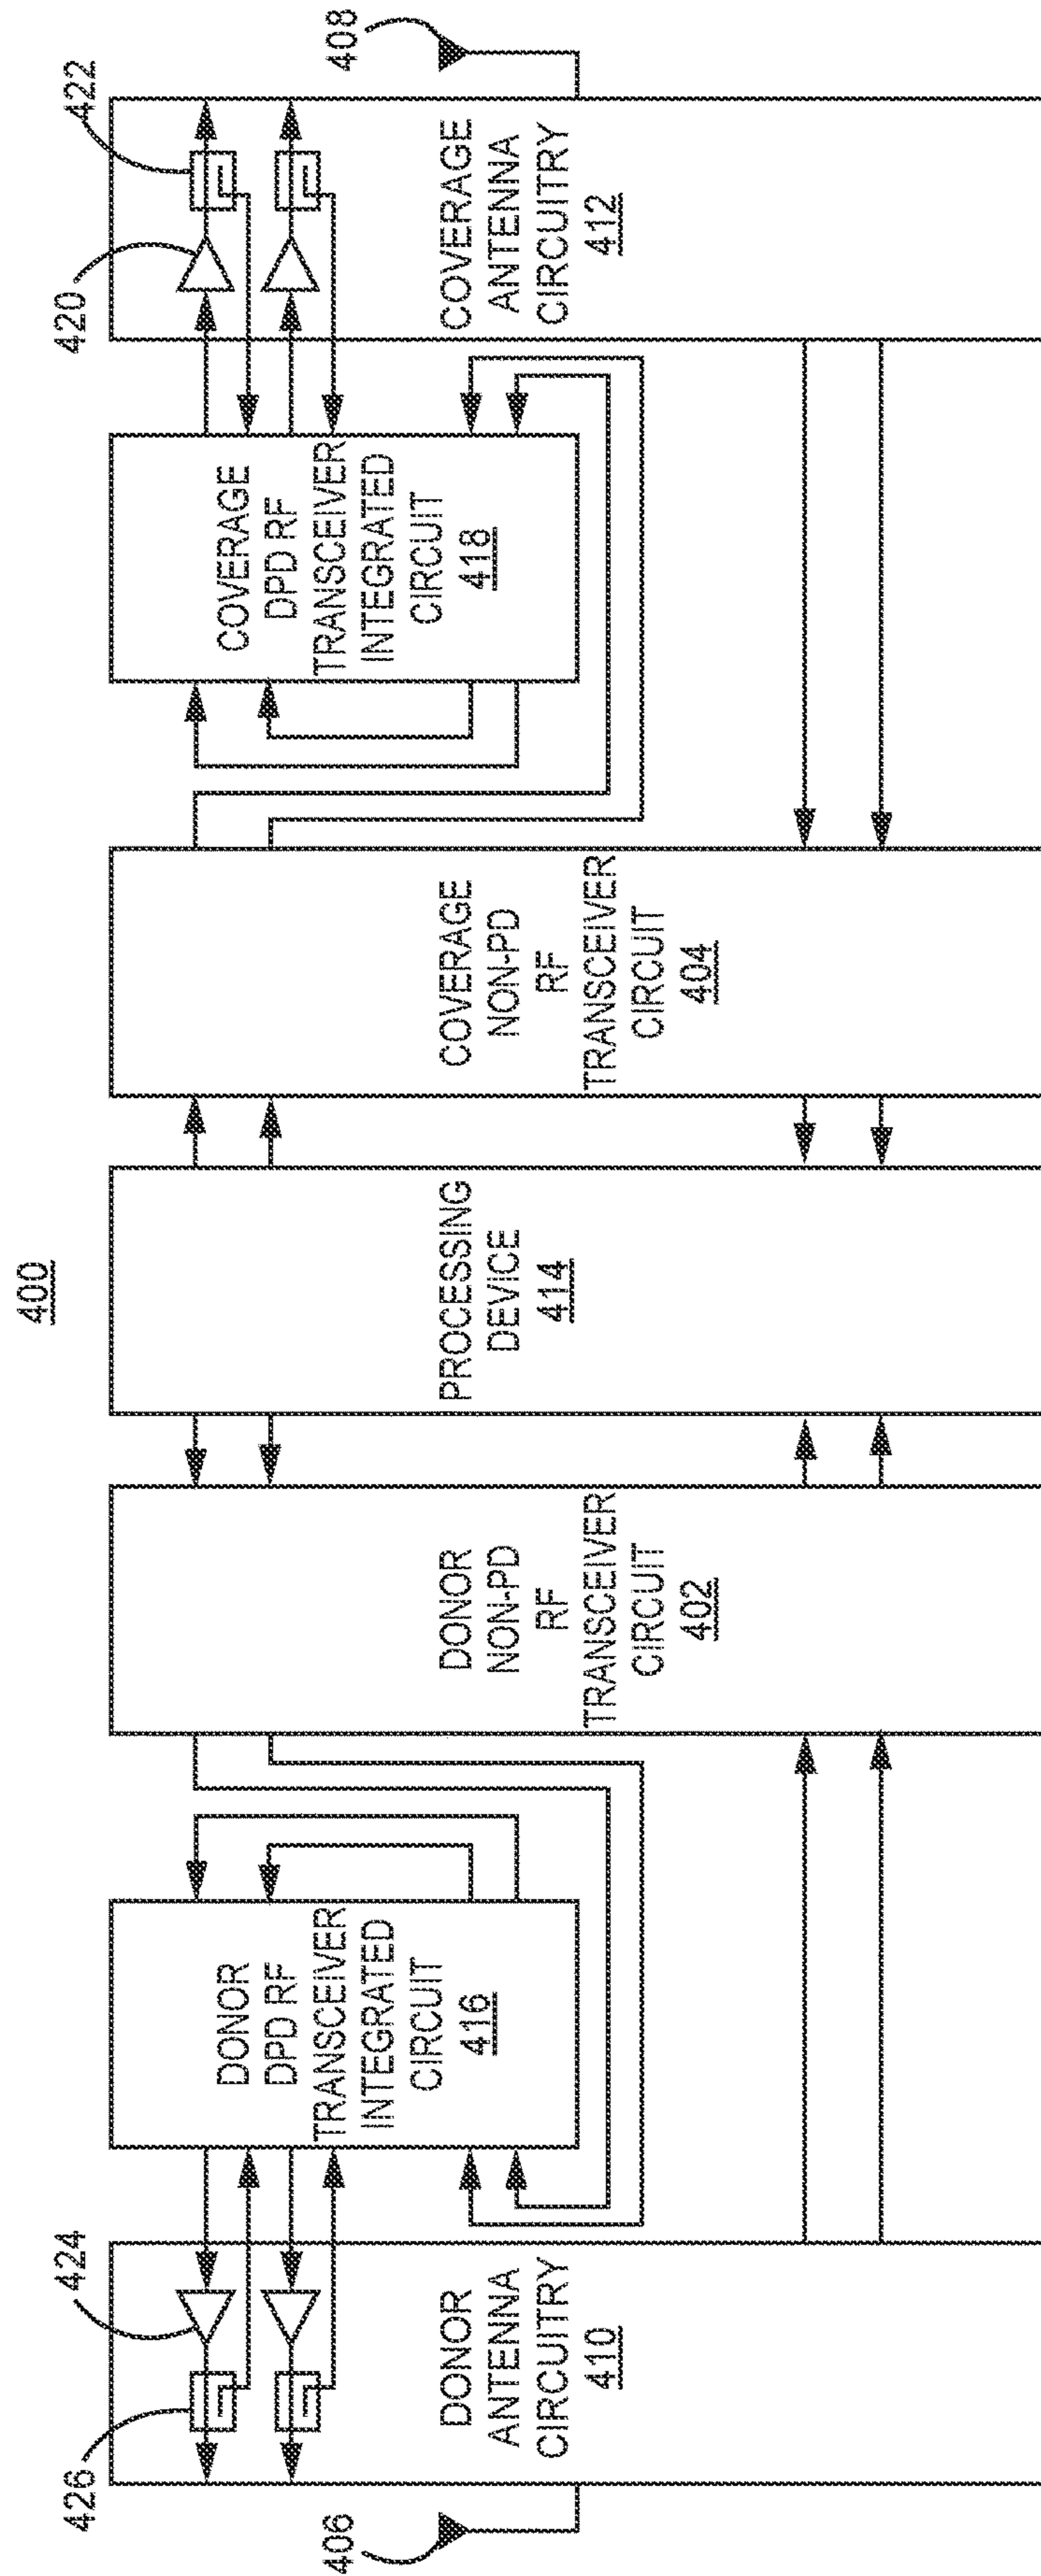 400
426
424
420
422
406
408
DONOR
ANTENNA
CIRCUITRY
410
DONOR
DPD RF
TRANSCEIVER
INTEGRATED
CIRCUIT
416
DONOR
NON-PD
RF
TRANSCEIVER
CIRCUIT
402
PROCESSING
DEVICE
414
COVERAGE
NON-PD
RF
TRANSCEIVER
CIRCUIT
404
COVERAGE
DPD RF
TRANSCEIVER
INTEGRATED
CIRCUIT
418
COVERAGE
ANTENNA
CIRCUITRY
412